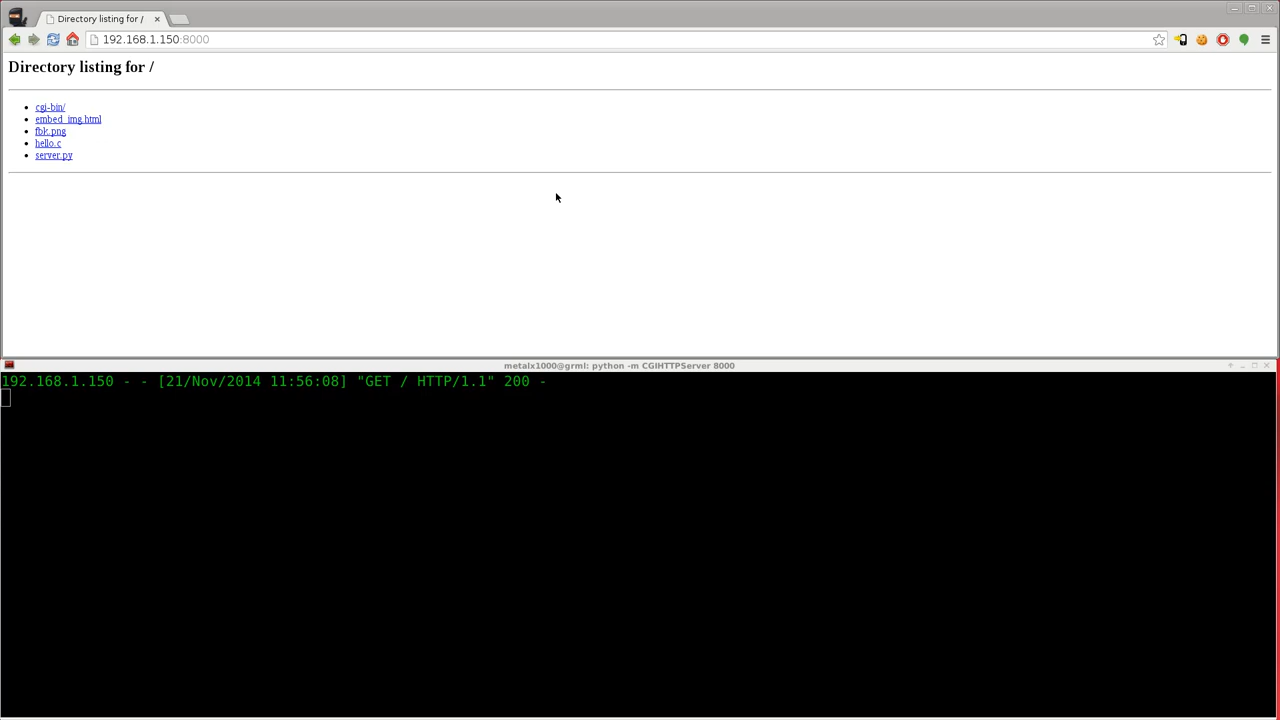 Directory listing for /
192.168.1.150:8000
Directory listing for /
cgi-bin/
embed_img.html
fbk.png
hello.c
server.py
metalx1000@grml: python -m CGIHTTPServer 8000
192.168.1.150 - - [21/Nov/2014 11:56:08] "GET / HTTP/1.1" 200 -